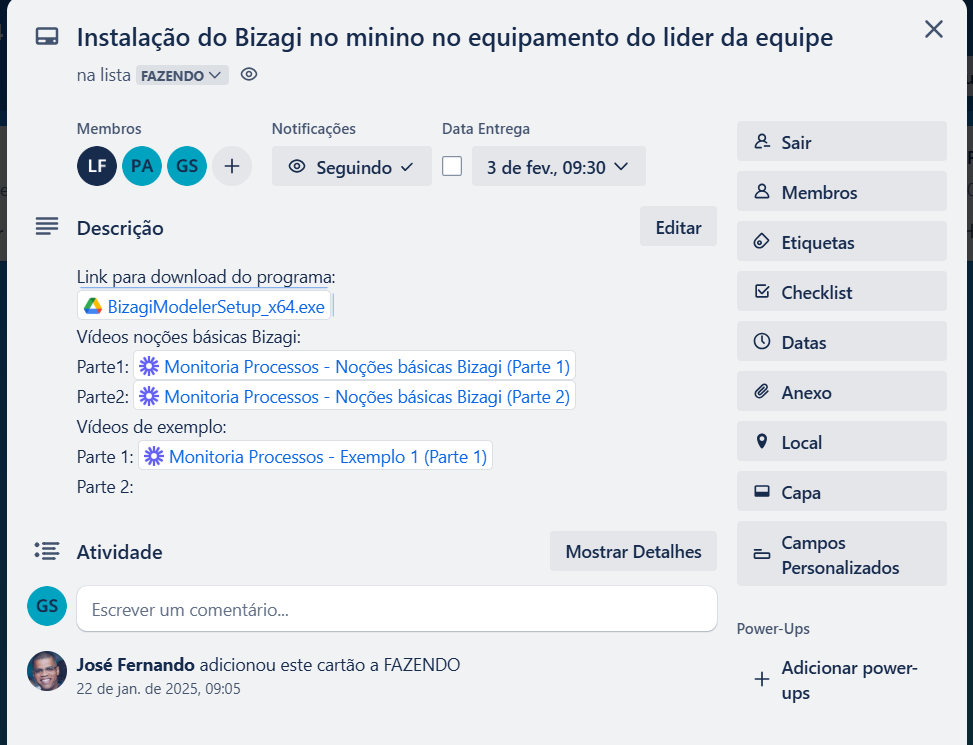 Instalação do Bizagi no minino no equipamento do lider da equipe
na lista FAZENDO
Membros
Notificações
Data Entrega
LF
PA
GS
Seguindo
3 de fev., 09:30
Descrição
Editar
Link para download do programa:
BizagiModelerSetup_x64.exe
Vídeos noções básicas Bizagi:
Parte1: Monitoria Processos - Noções básicas Bizagi (Parte 1)
Parte2: Monitoria Processos - Noções básicas Bizagi (Parte 2)
Vídeos de exemplo:
Parte 1: Monitoria Processos - Exemplo 1 (Parte 1)
Parte 2:
Atividade
Mostrar Detalhes
GS
Escrever um comentário...
José Fernando adicionou este cartão a FAZENDO
22 de jan. de 2025, 09:05
Sair
Membros
Etiquetas
Checklist
Datas
Anexo
Local
Capa
Campos
Personalizados
Power-Ups
Adicionar power-
ups